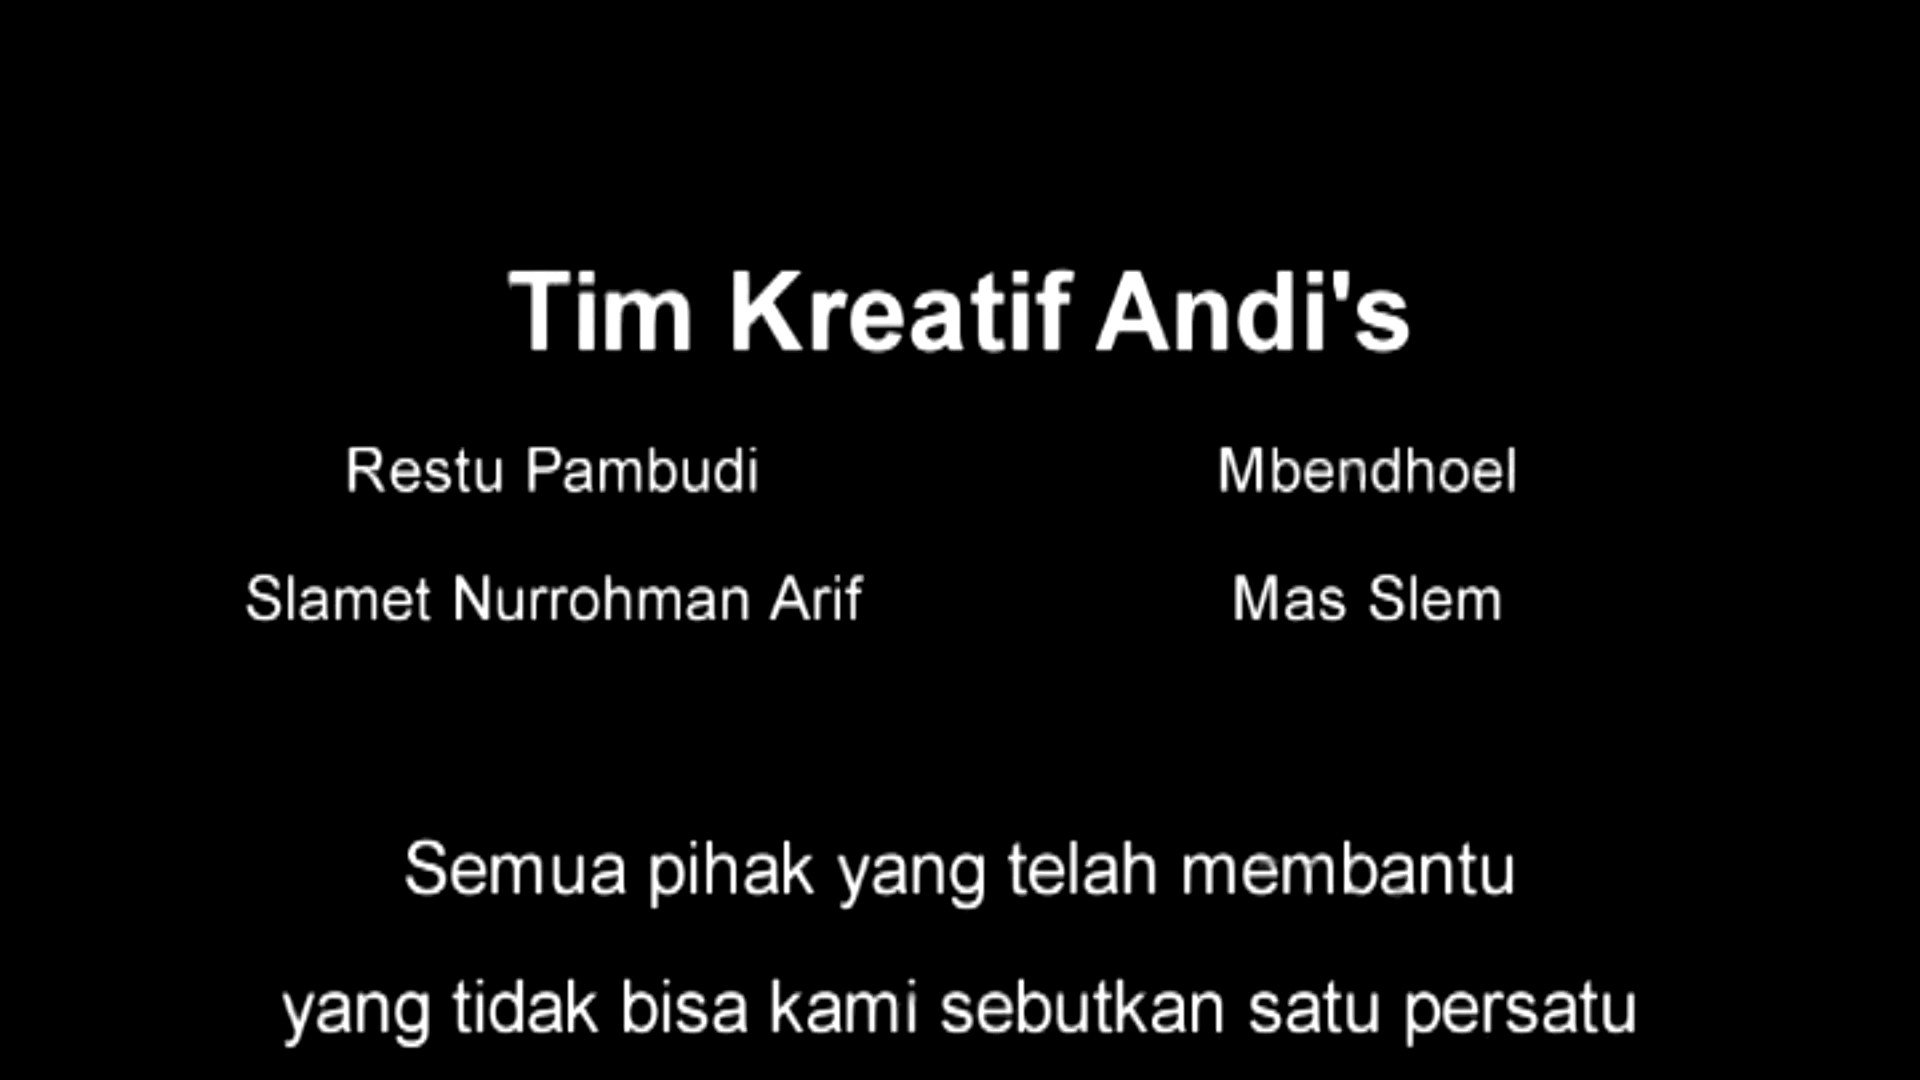 Tim Kreatif Andi's
Restu Pambudi Mbendhoel
Slamet Nurrohman Arif Mas Slem
Semua pihak yang telah membantu
yang tidak bisa kami sebutkan satu persatu